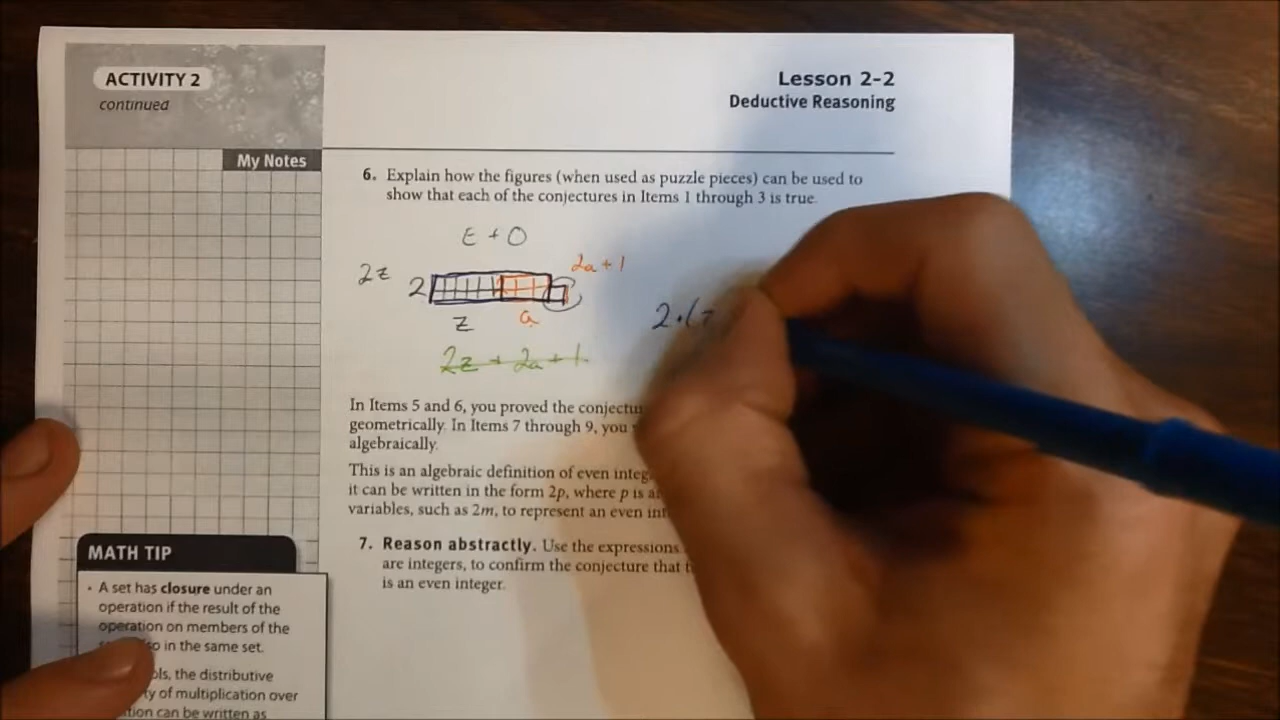 ACTIVITY 2
continued
Lesson 2-2
Deductive Reasoning
My Notes
6. Explain how the figures (when used as puzzle pieces) can be used to
show that each of the conjectures in Items 1 through 3 is true.
E + O
2a + 1
2z
2
z
a
2z + 2a + 1
2·(z
In Items 5 and 6, you proved the
geometrically. In Items 7 through 9, you
algebraically.
This is an algebraic definition of even
it can be written in the form 2p, where p is
variables, such as 2m, to represent an even
7. Reason abstractly. Use the expressions
are integers, to confirm the conjecture that
is an even integer.
MATH TIP
• A set has closure under an
operation if the result of the
operation on members of the
in the same set.
the distributive
of multiplication over
can be written as